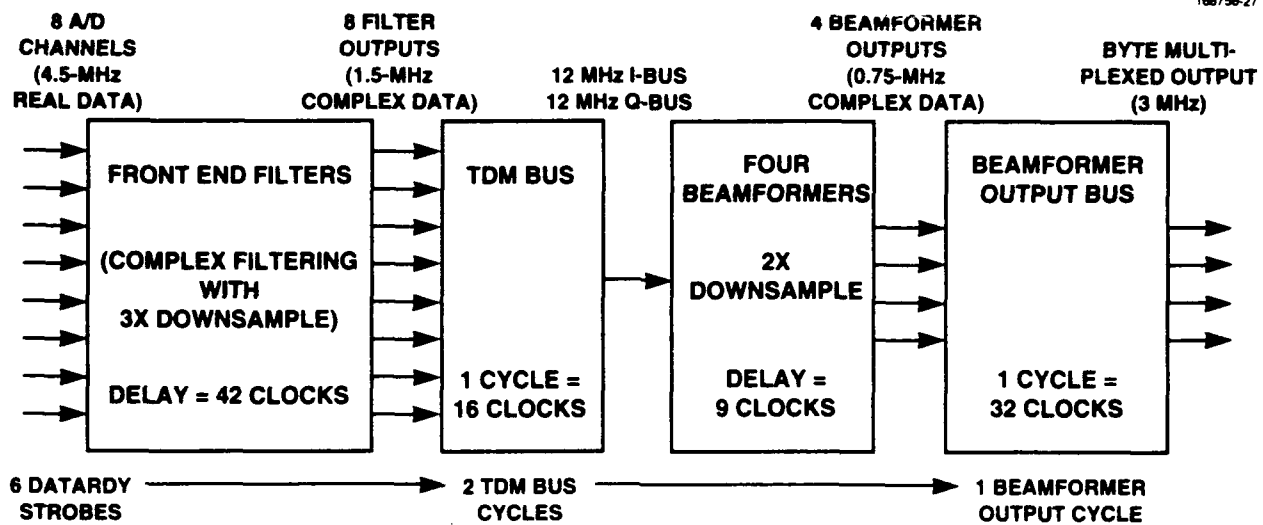 8 A/D
CHANNELS
(4.5-MHz
REAL DATA)
8 FILTER
OUTPUTS
(1.5-MHz
COMPLEX DATA)
12 MHz I-BUS
12 MHz Q-BUS
4 BEAMFORMER
OUTPUTS
(0.75-MHz
COMPLEX DATA)
BYTE MULTI-
PLEXED OUTPUT
(3 MHz)
FRONT END FILTERS
(COMPLEX FILTERING
WITH
3X DOWNSAMPLE)
DELAY = 42 CLOCKS
TDM BUS
1 CYCLE =
16 CLOCKS
FOUR
BEAMFORMERS
2X
DOWNSAMPLE
DELAY =
9 CLOCKS
BEAMFORMER
OUTPUT BUS
1 CYCLE =
32 CLOCKS
6 DATARDY
STROBES
2 TDM BUS
CYCLES
1 BEAMFORMER
OUTPUT CYCLE